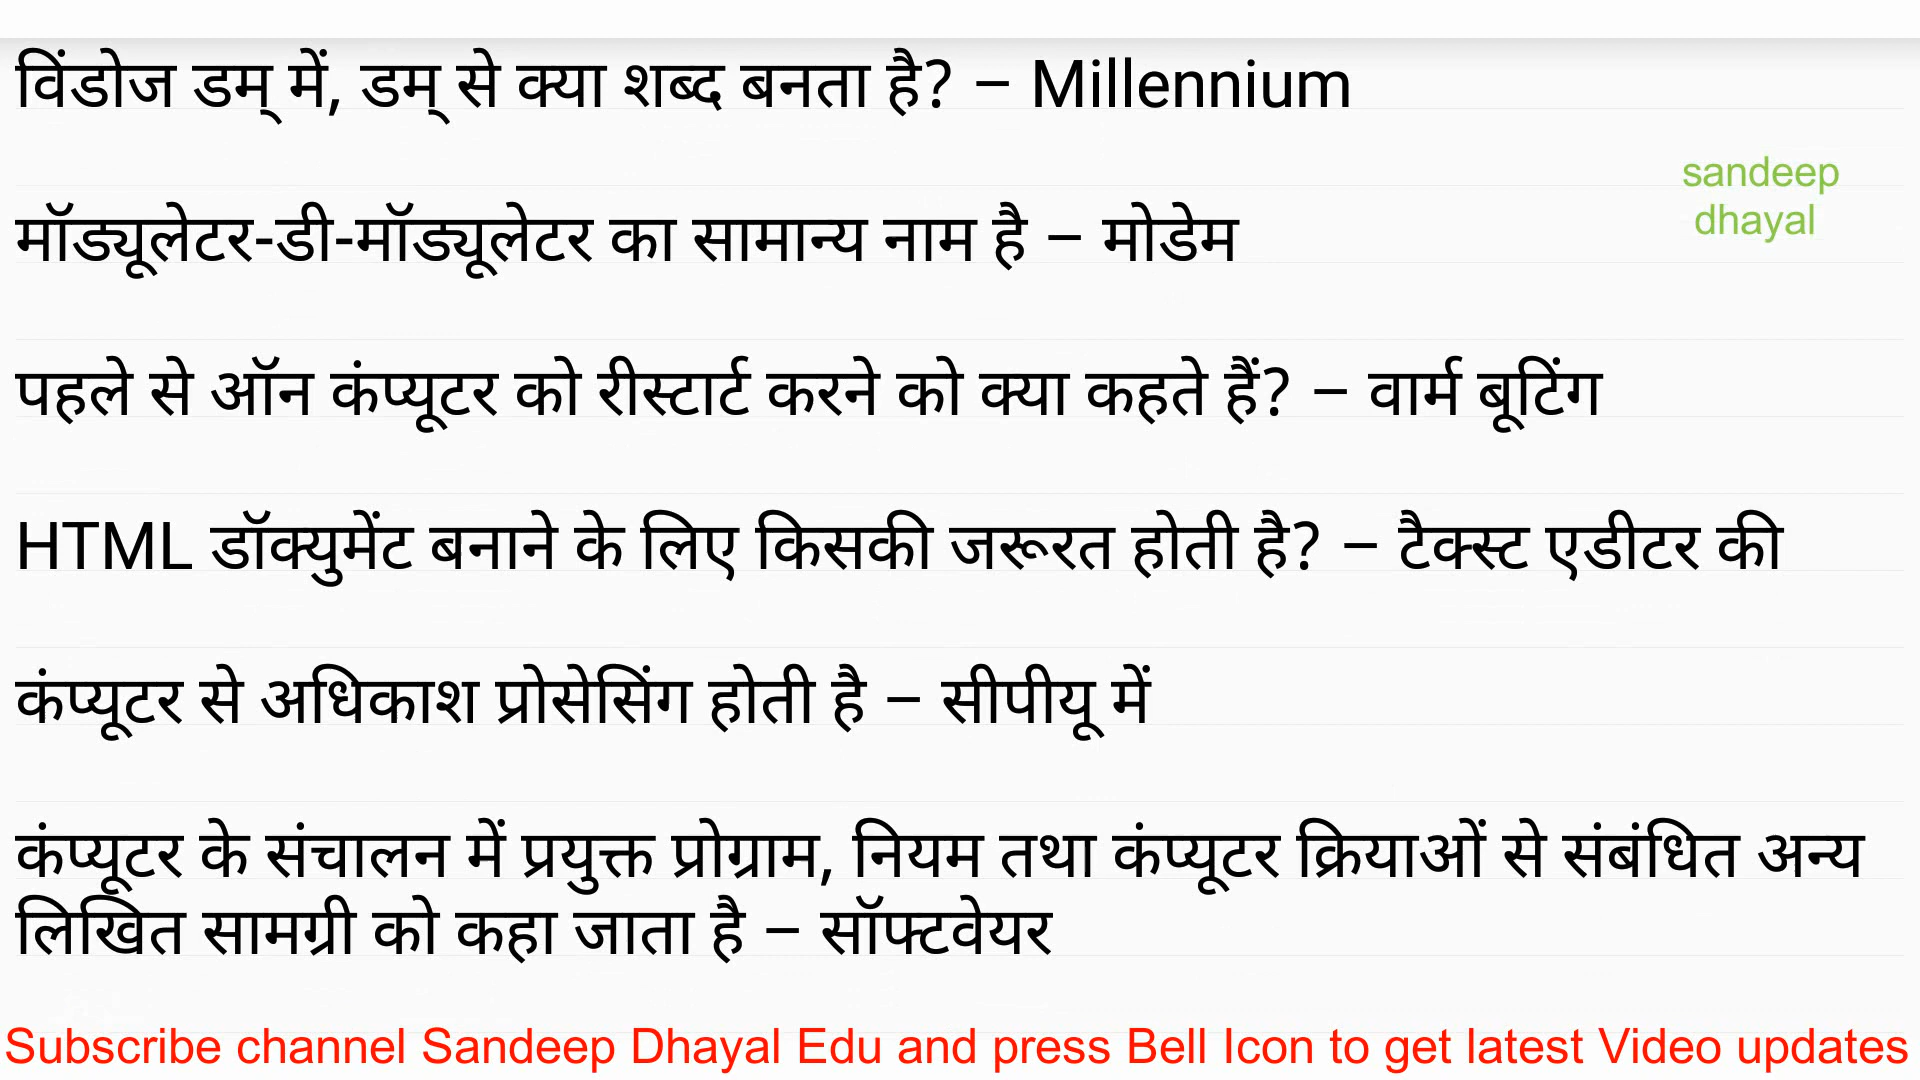 विंडोज डम् में, डम् से क्या शब्द बनता है? – Millennium
sandeep
dhayal
मॉड्यूलेटर-डी-मॉड्यूलेटर का सामान्य नाम है – मोडेम
पहले से ऑन कंप्यूटर को रीस्टार्ट करने को क्या कहते हैं? – वार्म बूटिंग
HTML डॉक्युमेंट बनाने के लिए किसकी जरूरत होती है? – टैक्स्ट एडीटर की
कंप्यूटर से अधिकाश प्रोसेसिंग होती है – सीपीयू में
कंप्यूटर के संचालन में प्रयुक्त प्रोग्राम, नियम तथा कंप्यूटर क्रियाओं से संबंधित अन्य
लिखित सामग्री को कहा जाता है – सॉफ्टवेयर
Subscribe channel Sandeep Dhayal Edu and press Bell Icon to get latest Video updates